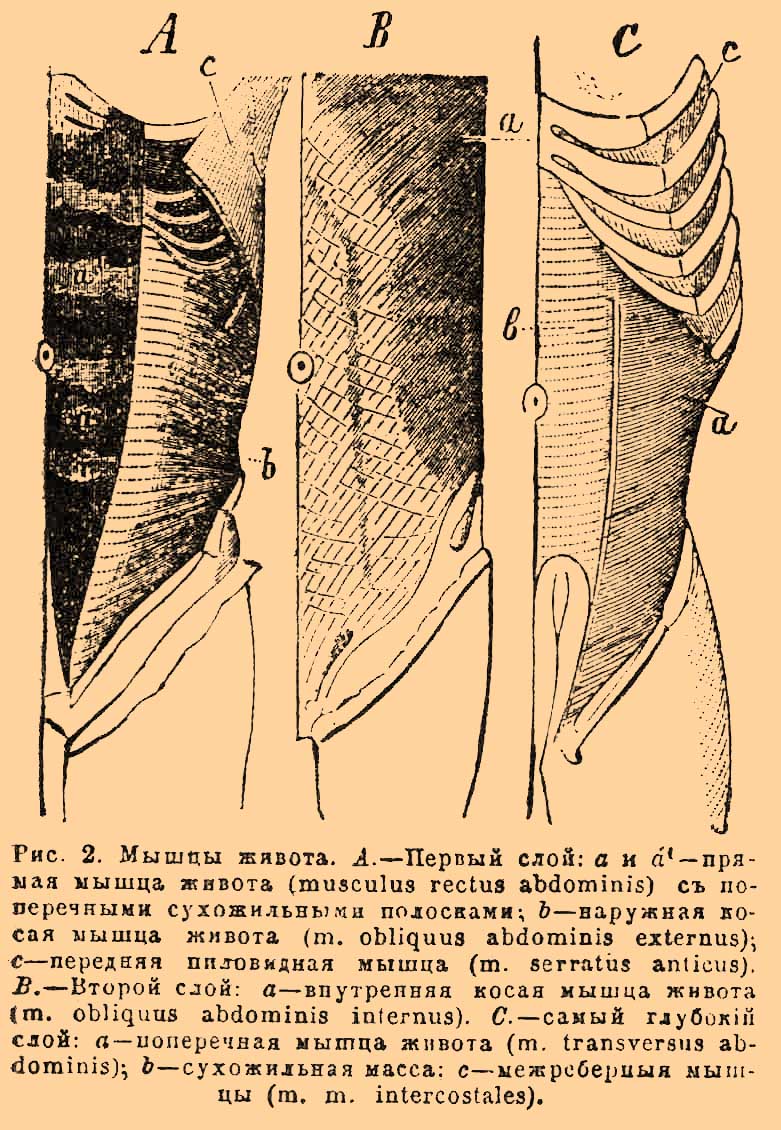 A
B
C
c
c
a
a
b
в
a
b
Рис. 2. Мышцы живота. A.—Первый слой: a и á‘—пря-
мая мышца живота (musculus rectus abdominis) съ по-
перечными сухожильными полосками; b—наружная ко-
сая мышца живота (m. obliquus abdominis externus);
c—передняя пиловидная мышца (m. serratus anticus).
B.—Второй слой: a—внутренняя косая мышца живота
(m. obliquus abdominis internus). C.—самый глубокій
слой: a—поперечная мышца живота (m. transversus ab-
dominis); b—сухожильная масса: c—межреберныя мыш-
цы (m. m. intercostales).